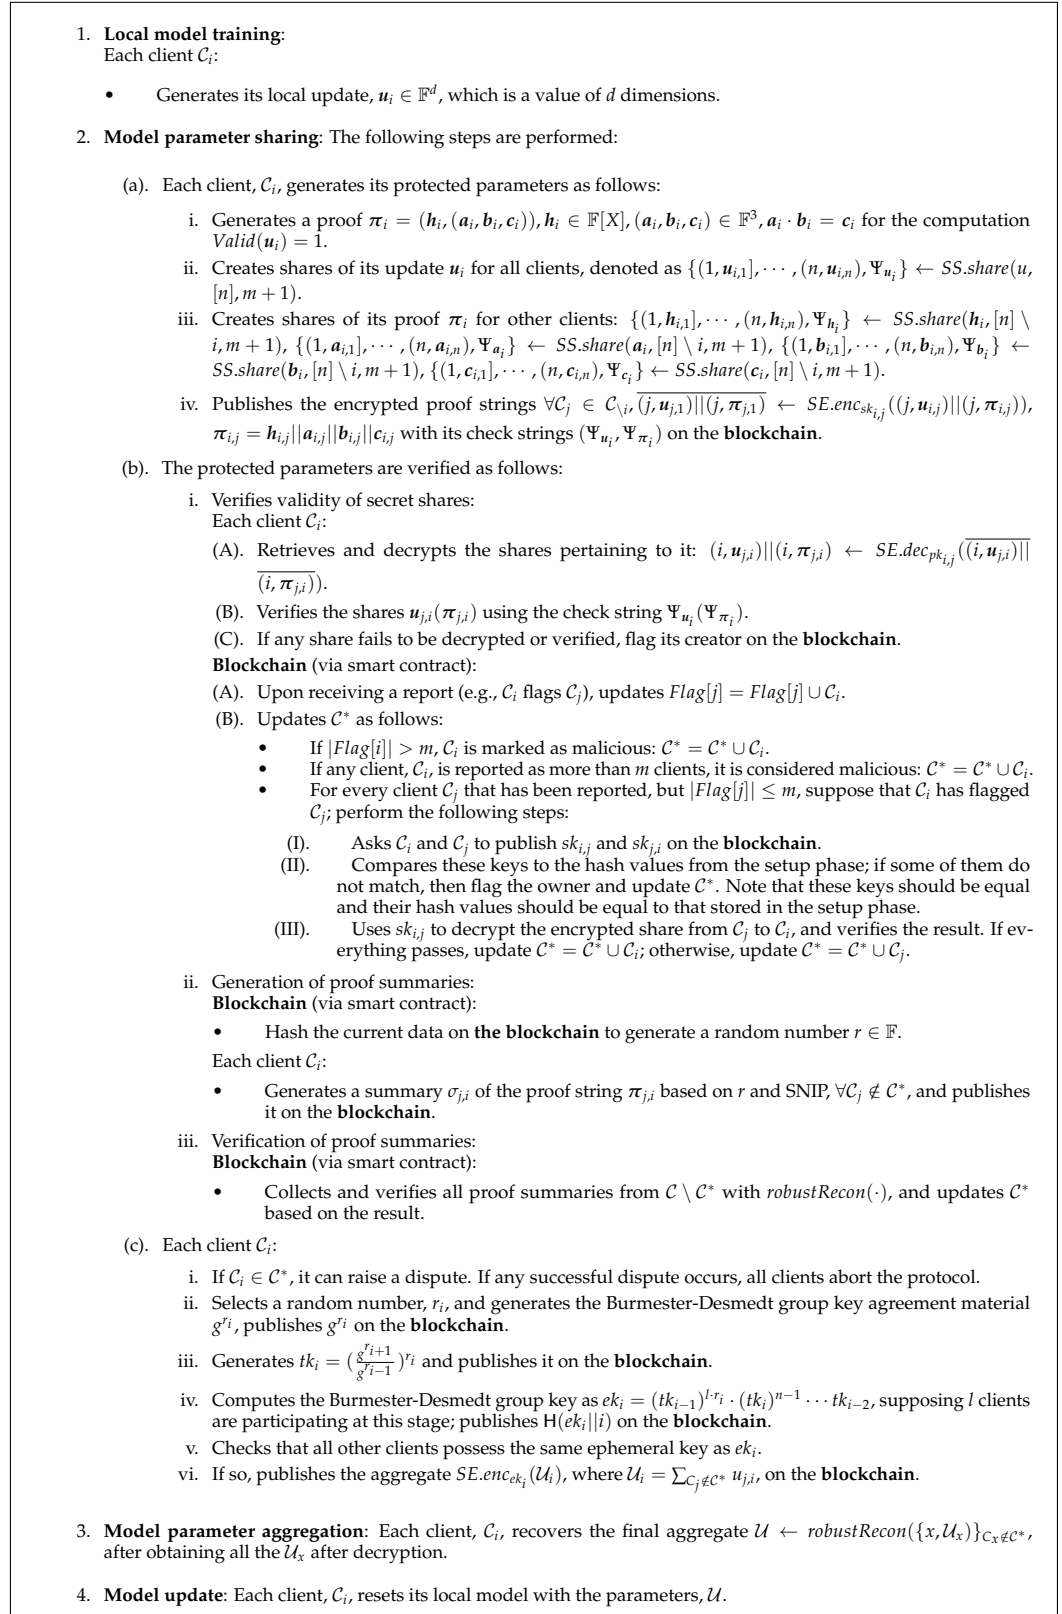 1. Local model training:
Each client 𝒞ᵢ:
• Generates its local update, 𝒖ᵢ ∈ 𝔽ᵈ, which is a value of d dimensions.
2. Model parameter sharing: The following steps are performed:
(a). Each client, 𝒞ᵢ, generates its protected parameters as follows:
i. Generates a proof π_i = (h_i, (a_i, b_i, c_i)), h_i ∈ 𝔽[X], (a_i, b_i, c_i) ∈ 𝔽³, a_i · b_i = c_i for the computation
Valid(u_i) = 1.
ii. Creates shares of its update u_i for all clients, denoted as {(1, u_{i,1}], ⋯ , (n, u_{i,n}), Ψ_{u_i}} ← SS.share(u,
[n], m + 1).
iii. Creates shares of its proof π_i for other clients: {(1, h_{i,1}], ⋯ , (n, h_{i,n}), Ψ_{h_i}} ← SS.share(h_i, [n] \
i, m + 1), {(1, a_{i,1}], ⋯ , (n, a_{i,n}), Ψ_{a_i}} ← SS.share(a_i, [n] \ i, m + 1), {(1, b_{i,1}], ⋯ , (n, b_{i,n}), Ψ_{b_i}} ←
SS.share(b_i, [n] \ i, m + 1), {(1, c_{i,1}], ⋯ , (n, c_{i,n}), Ψ_{c_i}} ← SS.share(c_i, [n] \ i, m + 1).
iv. Publishes the encrypted proof strings ∀𝒞_j ∈ 𝒞_{\i}, \overline{(j, u_{j,1})||(j, π_{j,1})} ← SE.enc_{sk_{i,j}}((j, u_{i,j})||(j, π_{i,j})),
π_{i,j} = h_{i,j}||a_{i,j}||b_{i,j}||c_{i,j} with its check strings (Ψ_{u_i}, Ψ_{π_i}) on the blockchain.
(b). The protected parameters are verified as follows:
i. Verifies validity of secret shares:
Each client 𝒞_i:
(A). Retrieves and decrypts the shares pertaining to it: (i, u_{j,i})||(i, π_{j,i}) ← SE.dec_{pk_{i,j}}(\overline{(i, u_{j,i})||}
\overline{(i, π_{j,i})}).
(B). Verifies the shares u_{j,i}(π_{j,i}) using the check string Ψ_{u_i}(Ψ_{π_i}).
(C). If any share fails to be decrypted or verified, flag its creator on the blockchain.
Blockchain (via smart contract):
(A). Upon receiving a report (e.g., 𝒞_i flags 𝒞_j), updates Flag[j] = Flag[j] ∪ 𝒞_i.
(B). Updates 𝒞* as follows:
• If |Flag[i]| > m, 𝒞_i is marked as malicious: 𝒞* = 𝒞* ∪ 𝒞_i.
• If any client, 𝒞_i, is reported as more than m clients, it is considered malicious: 𝒞* = 𝒞* ∪ 𝒞_i.
• For every client 𝒞_j that has been reported, but |Flag[j]| ≤ m, suppose that 𝒞_i has flagged
𝒞_j; perform the following steps:
(I). Asks 𝒞_i and 𝒞_j to publish sk_{i,j} and sk_{j,i} on the blockchain.
(II). Compares these keys to the hash values from the setup phase; if some of them do
not match, then flag the owner and update 𝒞*. Note that these keys should be equal
and their hash values should be equal to that stored in the setup phase.
(III). Uses sk_{i,j} to decrypt the encrypted share from 𝒞_j to 𝒞_i, and verifies the result. If ev-
erything passes, update 𝒞* = 𝒞* ∪ 𝒞_i; otherwise, update 𝒞* = 𝒞* ∪ 𝒞_j.
ii. Generation of proof summaries:
Blockchain (via smart contract):
• Hash the current data on the blockchain to generate a random number r ∈ 𝔽.
Each client 𝒞_i:
• Generates a summary σ_{j,i} of the proof string π_{j,i} based on r and SNIP, ∀𝒞_j ∉ 𝒞*, and publishes
it on the blockchain.
iii. Verification of proof summaries:
Blockchain (via smart contract):
• Collects and verifies all proof summaries from 𝒞 \ 𝒞* with robustRecon(·), and updates 𝒞*
based on the result.
(c). Each client 𝒞_i:
i. If 𝒞_i ∈ 𝒞*, it can raise a dispute. If any successful dispute occurs, all clients abort the protocol.
ii. Selects a random number, r_i, and generates the Burmester-Desmedt group key agreement material
g^{r_i}, publishes g^{r_i} on the blockchain.
iii. Generates tk_i = (\frac{g^{r_i+1}}{g^{r_i−1}})^{r_i} and publishes it on the blockchain.
iv. Computes the Burmester-Desmedt group key as ek_i = (tk_{i−1})^{l·r_i} · (tk_i)^{n−1} ⋯ tk_{i−2}, supposing l clients
are participating at this stage; publishes H(ek_i||i) on the blockchain.
v. Checks that all other clients possess the same ephemeral key as ek_i.
vi. If so, publishes the aggregate SE.enc_{ek_i}(𝒰_i), where 𝒰_i = ∑_{C_j∉𝒞*} u_{j,i}, on the blockchain.
3. Model parameter aggregation: Each client, 𝒞_i, recovers the final aggregate 𝒰 ← robustRecon({x, 𝒰_x})_{C_x∉𝒞*},
after obtaining all the 𝒰_x after decryption.
4. Model update: Each client, 𝒞_i, resets its local model with the parameters, 𝒰.